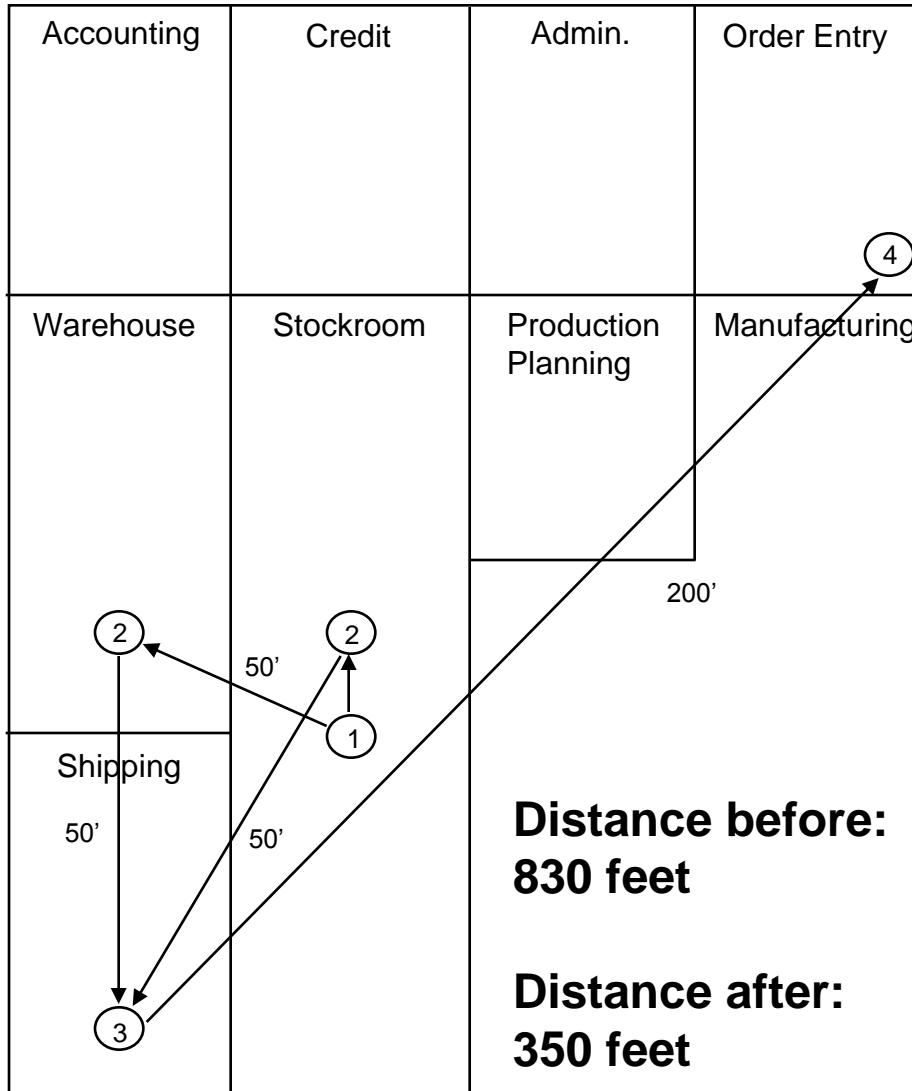 Accounting
Credit
Admin.
Order Entry
4
Warehouse
Stockroom
Production
Planning
Manufacturing
200’
2
2
50’
1
Shipping
50’
50’
Distance before:
830 feet
Distance after:
350 feet
3